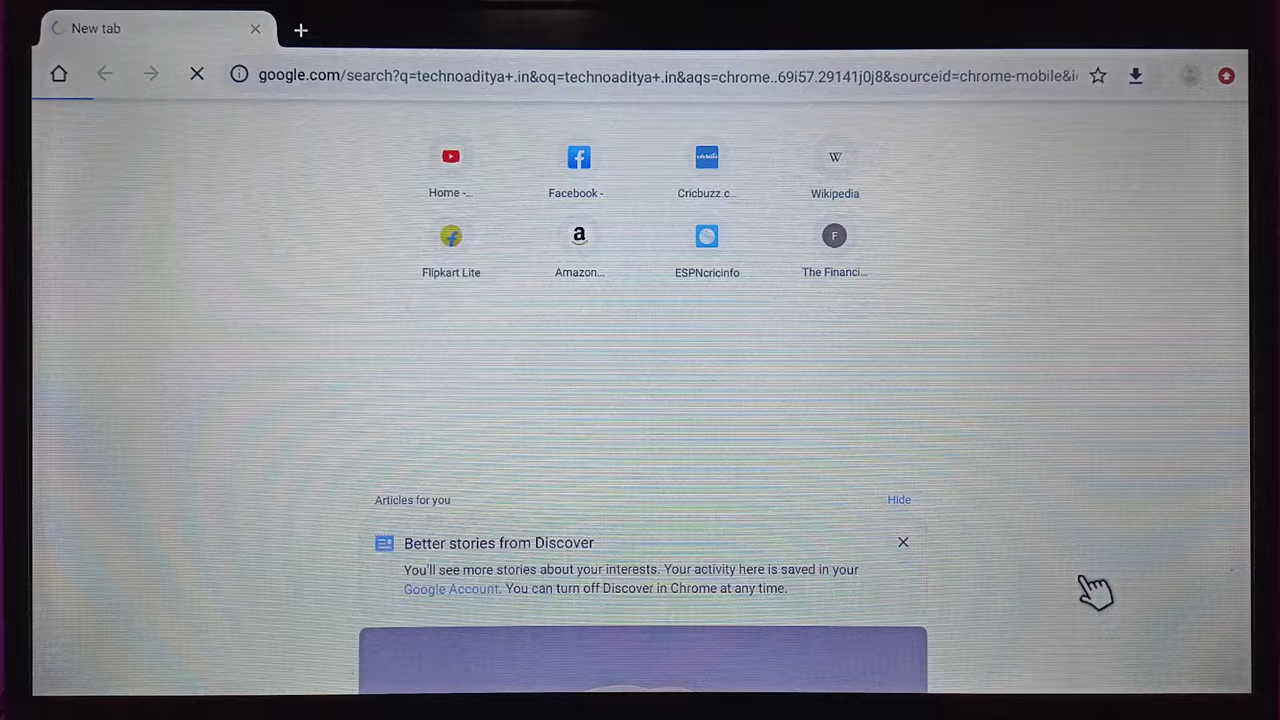 New tab
google.com/search?q=technoaditya+.in&oq=technoaditya+.in&aqs=chrome..69i57.29141j0j8&sourceid=chrome-mobile&i
Home -... Facebook - Cricbuzz.c... Wikipedia
W
f a F
Flipkart Lite Amazon... ESPNcricinfo The Financi...
Articles for you Hide
Better stories from Discover
You'll see more stories about your interests. Your activity here is saved in your
Google Account. You can turn off Discover in Chrome at any time.